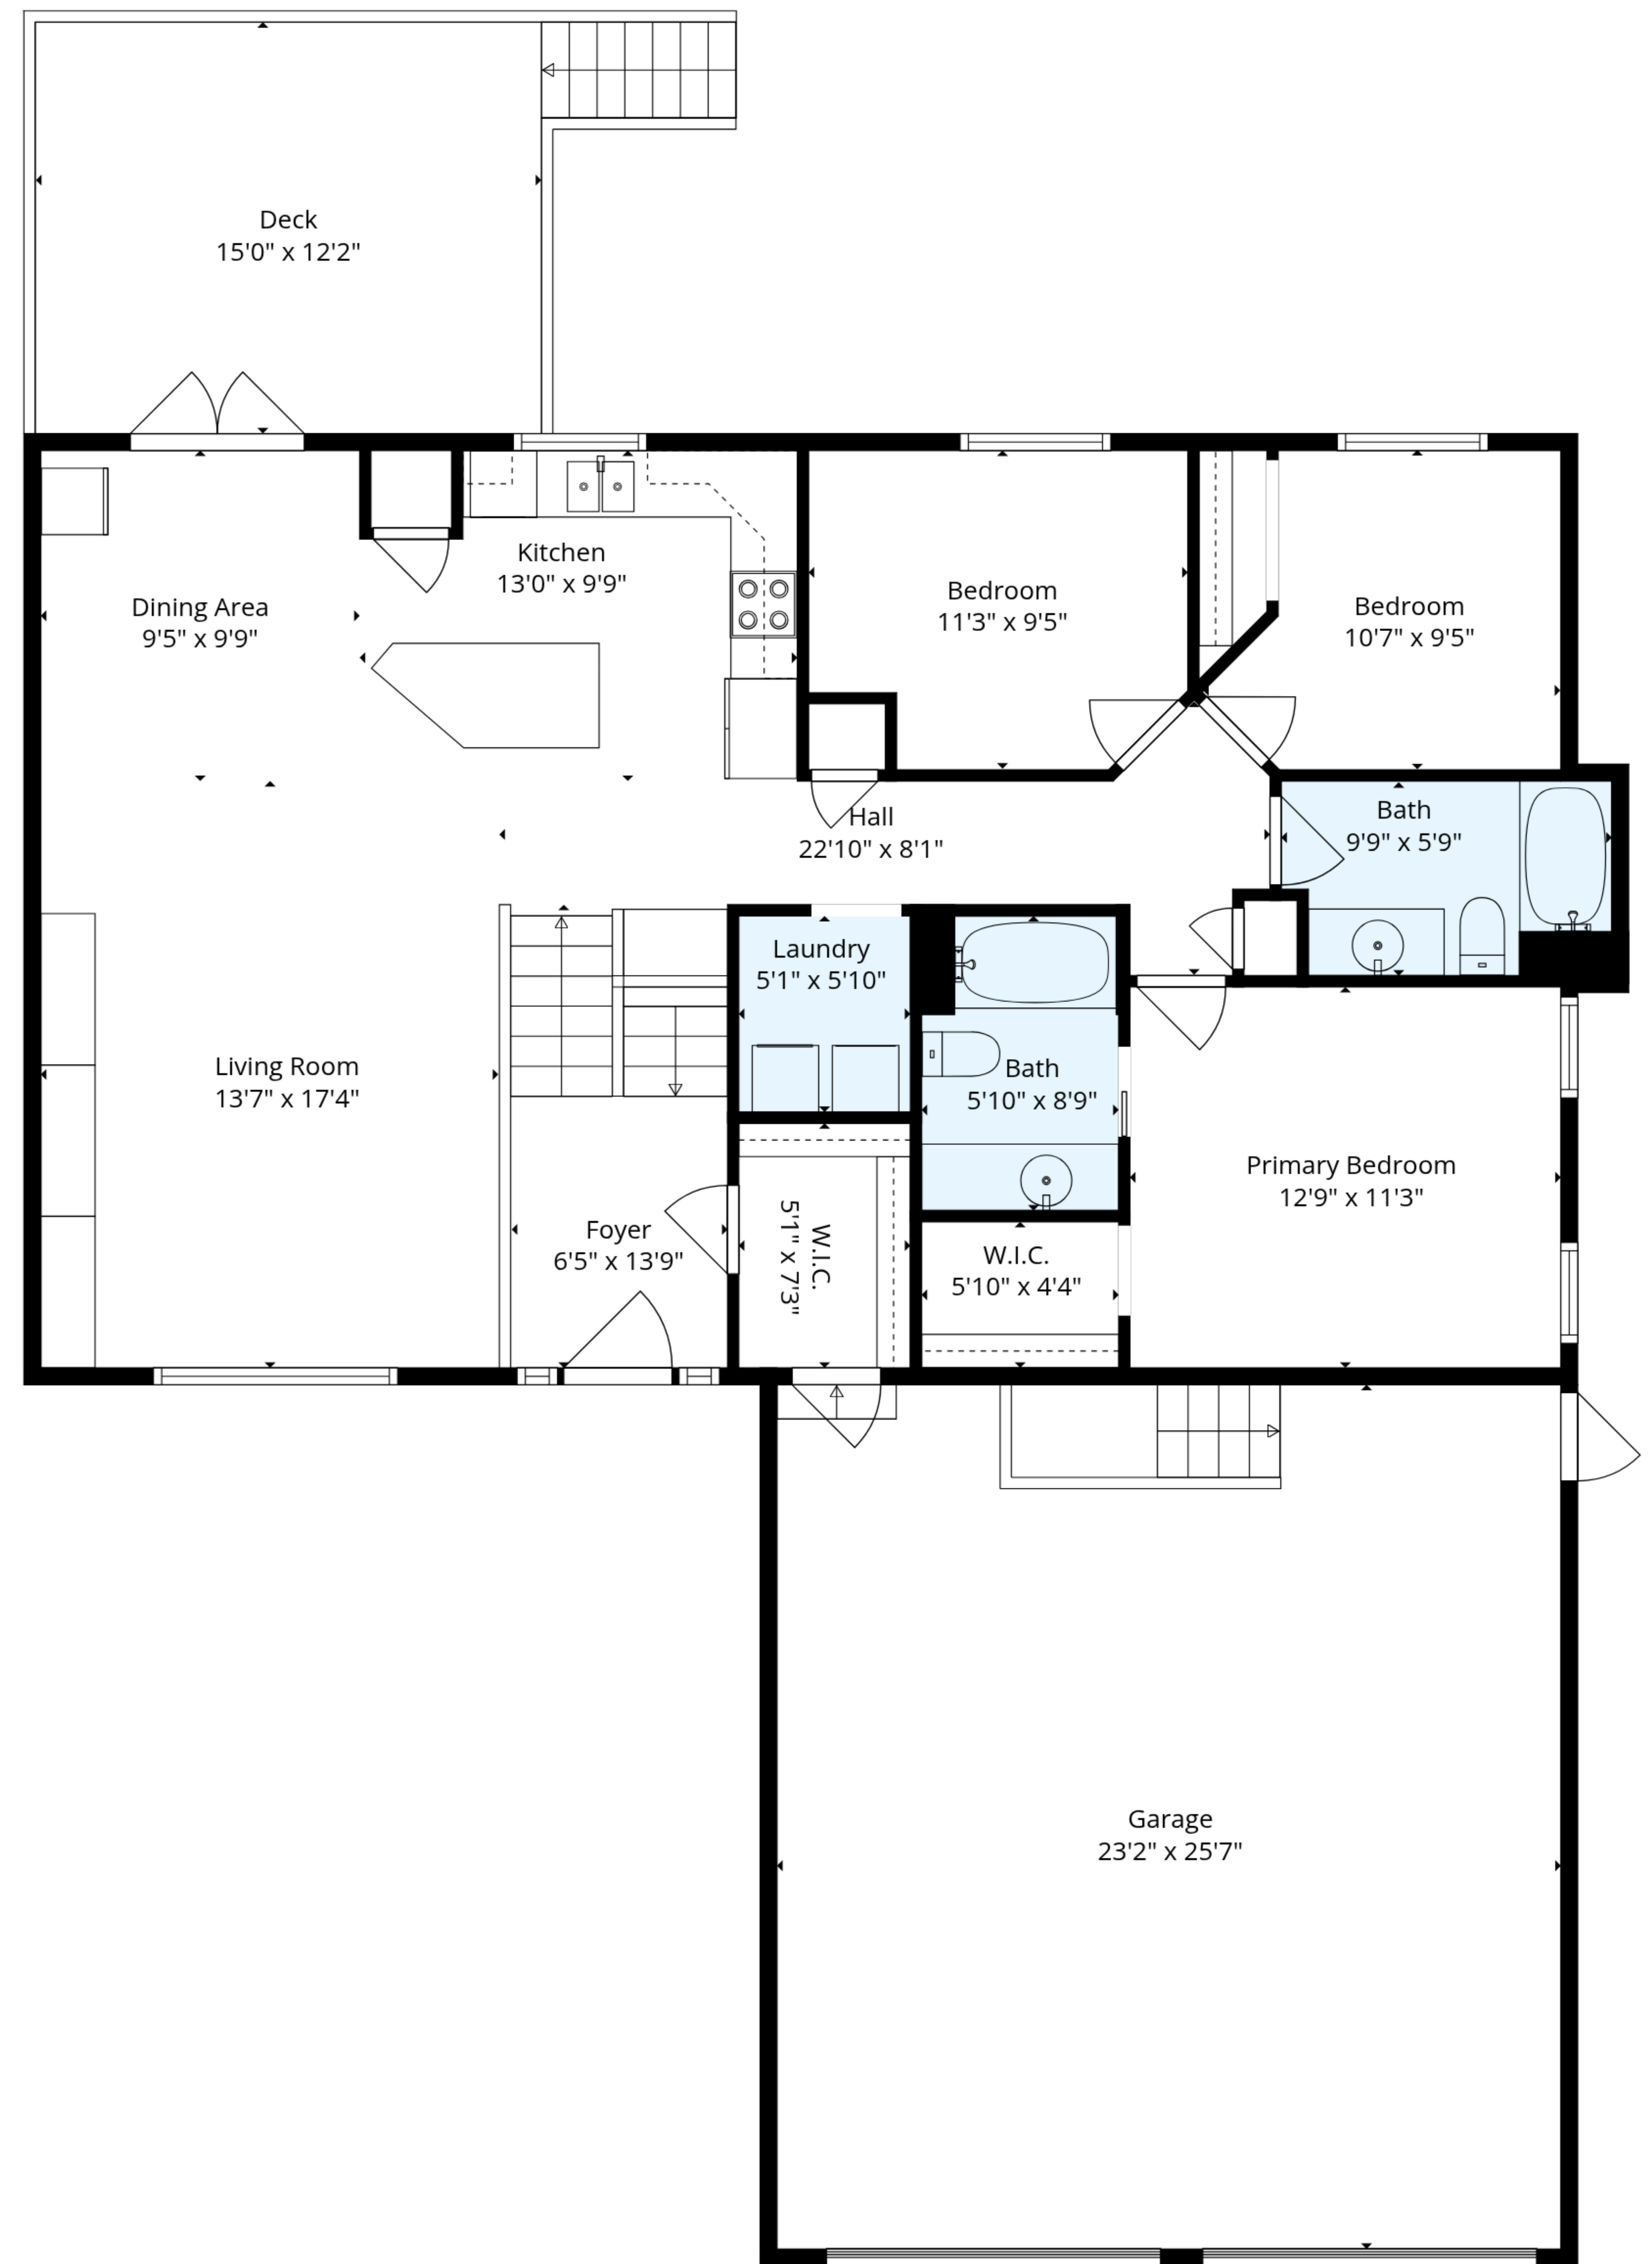 Deck
15'0" x 12'2"
Kitchen
13'0" x 9'9"
Dining Area
9'5" x 9'9"
Bedroom
11'3" x 9'5"
Bedroom
10'7" x 9'5"
Hall
22'10" x 8'1"
Bath
9'9" x 5'9"
Laundry
5'1" x 5'10"
Living Room
13'7" x 17'4"
Bath
5'10" x 8'9"
Primary Bedroom
12'9" x 11'3"
Foyer
6'5" x 13'9"
W.I.C.
5'1" x 7'3"
W.I.C.
5'10" x 4'4"
Garage
23'2" x 25'7"